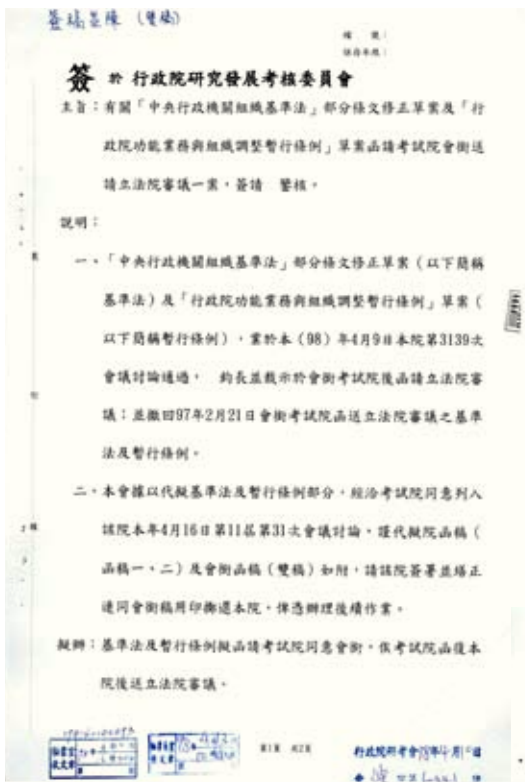 簽稿並陳（雙稿）
檔　號：
保存年限：
簽 於 行政院研究發展考核委員會
主旨：有關「中央行政機關組織基準法」部分條文修正草案及「行
政院功能業務與組織調整暫行條例」草案函請考試院會銜送
請立法院審議一案，簽請　鑒核。
說明：
一、「中央行政機關組織基準法」部分條文修正草案（以下簡稱
基準法）及「行政院功能業務與組織調整暫行條例」草案（
以下簡稱暫行條例），業於本（98）年4月9日本院第3139次
會議討論通過，　鈞長並裁示於會銜考試院後函請立法院審
議；並撤回97年2月21日會銜考試院函送立法院審議之基準
法及暫行條例。
二、本會據以代擬基準法及暫行條例部分，經洽考試院同意列入
該院本年4月16日第11屆第31次會議討論，謹代擬院函稿（
函稿一、二）及會銜函稿（雙稿）如附，請該院簽署並繕正
連同會銜稿用印擲還本院，俾憑辦理後續作業。
擬辦：基準法及暫行條例擬函請考試院同意會銜，俟考試院函復本
院後送立法院審議。
第1頁　共2頁
行政院研考會98年4月